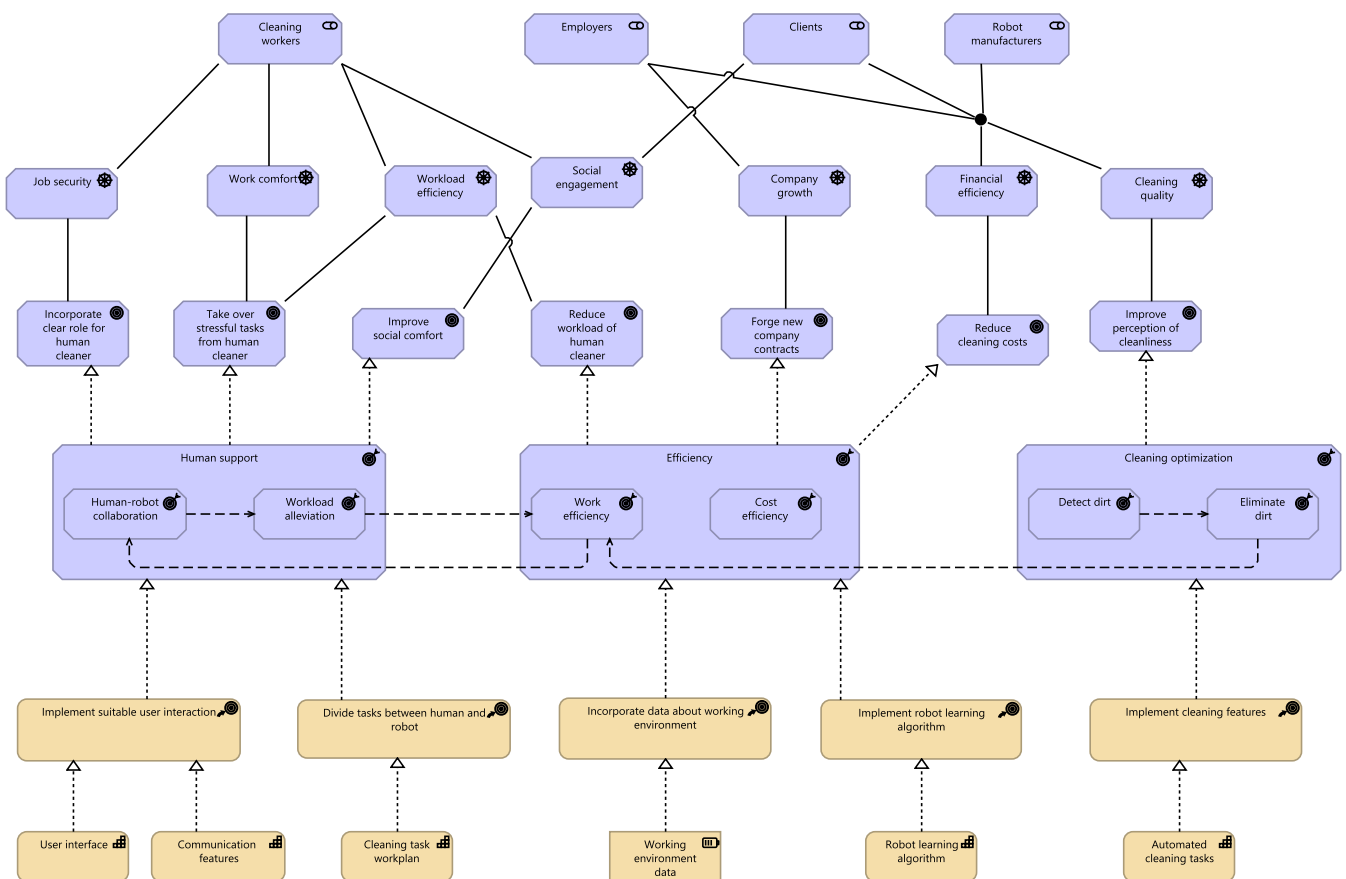 Cleaning
workers
Employers
Clients
Robot
manufacturers
Job security
Work comfort
Workload
efficiency
Social
engagement
Company
growth
Financial
efficiency
Cleaning
quality
Incorporate
clear role for
human
cleaner
Take over
stressful tasks
from human
cleaner
Improve
social comfort
Reduce
workload of
human
cleaner
Forge new
company
contracts
Reduce
cleaning costs
Improve
perception of
cleanliness
Human support
Human-robot
collaboration
Workload
alleviation
Efficiency
Work
efficiency
Cost
efficiency
Cleaning optimization
Detect dirt
Eliminate
dirt
Implement suitable user interaction
Divide tasks between human and
robot
Incorporate data about working
environment
Implement robot learning
algorithm
Implement cleaning features
User interface
Communication
features
Cleaning task
workplan
Working
environment
data
Robot learning
algorithm
Automated
cleaning tasks